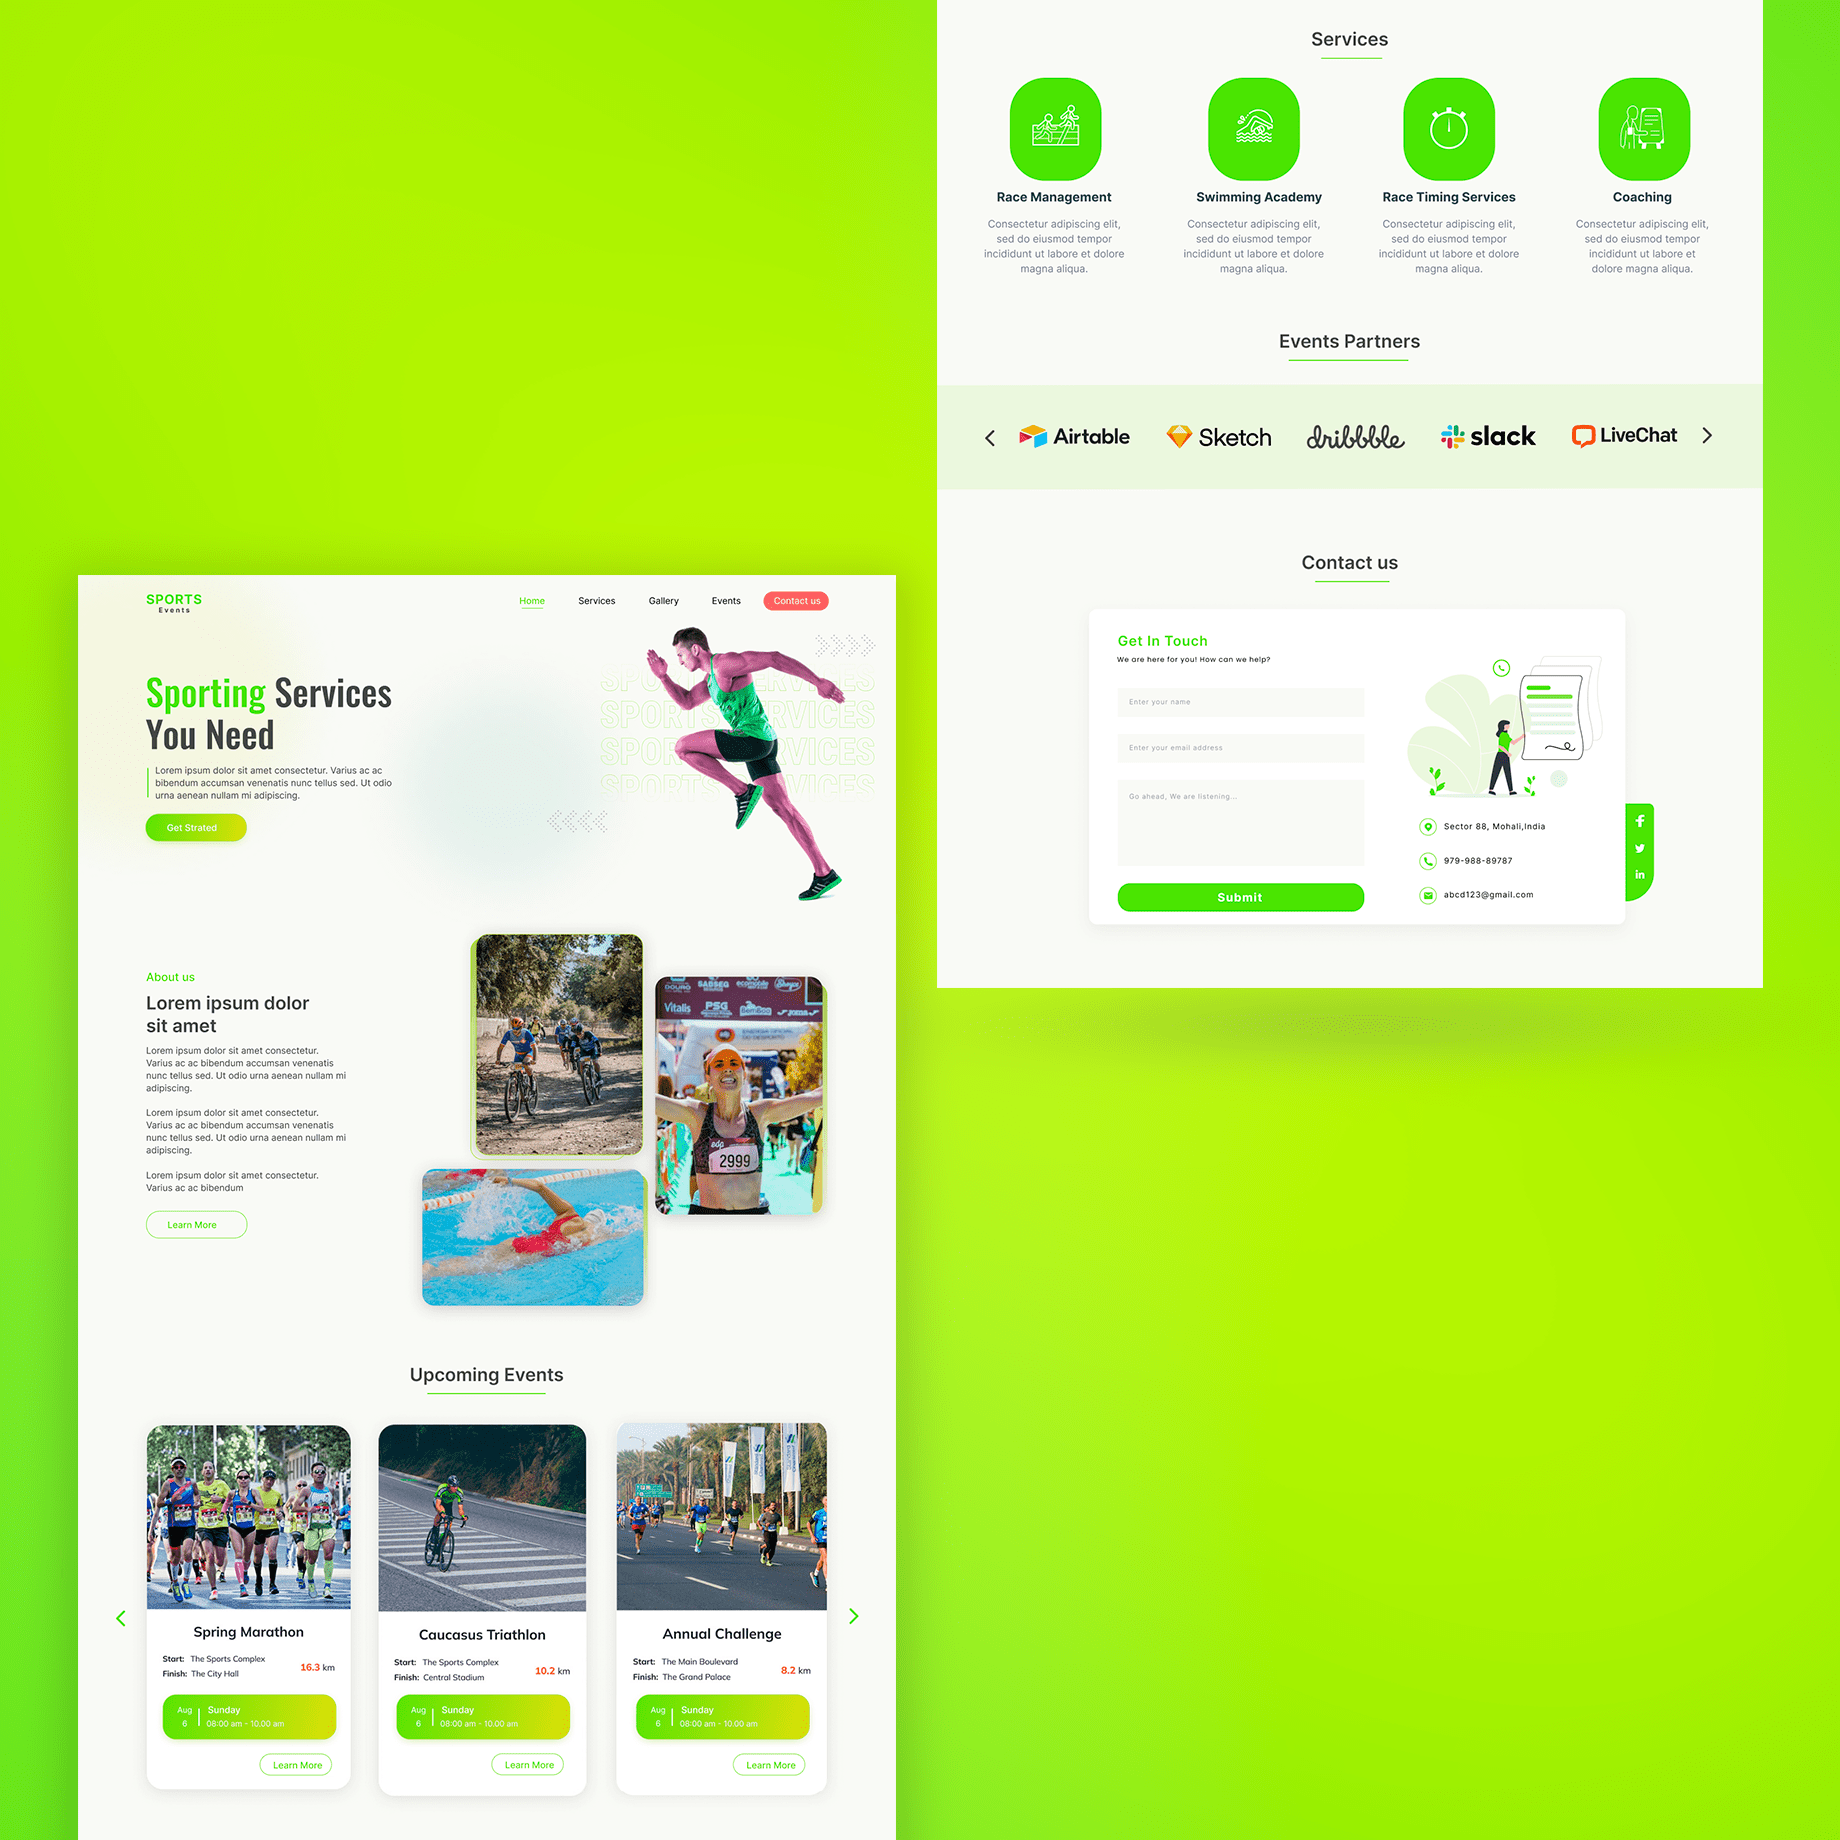 SPORTS
Events
Home
Services
Gallery
Events
Contact us
Sporting Services
You Need
Lorem ipsum dolor sit amet consectetur. Varius ac ac
bibendum accumsan venenatis nunc tellus sed. Ut odio
urna aenean nullam mi adipiscing.
Get Strated
SPORTS SERVICES
SPORTS SERVICES
SPORTS SERVICES
SPORTS SERVICES
About us
Lorem ipsum dolor
sit amet
Lorem ipsum dolor sit amet consectetur.
Varius ac ac bibendum accumsan venenatis
nunc tellus sed. Ut odio urna aenean nullam mi
adipiscing.
Lorem ipsum dolor sit amet consectetur.
Varius ac ac bibendum accumsan venenatis
nunc tellus sed. Ut odio urna aenean nullam mi
adipiscing.
Lorem ipsum dolor sit amet consectetur.
Varius ac ac bibendum
Learn More
Vitalis
PSG
edp
2999
Upcoming Events
Spring Marathon
Start: The Sports Complex
Finish: The City Hall
16.3 km
Aug
6
Sunday
08:00 am - 10.00 am
Learn More
Caucasus Triathlon
Start: The Sports Complex
Finish: Central Stadium
10.2 km
Aug
6
Sunday
08:00 am - 10.00 am
Learn More
Annual Challenge
Start: The Main Boulevard
Finish: The Grand Palace
8.2 km
Aug
6
Sunday
08:00 am - 10.00 am
Learn More
Services
Race Management
Consectetur adipiscing elit,
sed do eiusmod tempor
incididunt ut labore et dolore
magna aliqua.
Swimming Academy
Consectetur adipiscing elit,
sed do eiusmod tempor
incididunt ut labore et dolore
magna aliqua.
Race Timing Services
Consectetur adipiscing elit,
sed do eiusmod tempor
incididunt ut labore et dolore
magna aliqua.
Coaching
Consectetur adipiscing elit,
sed do eiusmod tempor
incididunt ut labore et
dolore magna aliqua.
Events Partners
Airtable
Sketch
dribbble
slack
LiveChat
Contact us
Get In Touch
We are here for you! How can we help?
Enter your name
Enter your email address
Go ahead, We are listening...
Submit
Sector 88, Mohali,India
979-988-89787
abcd123@gmail.com